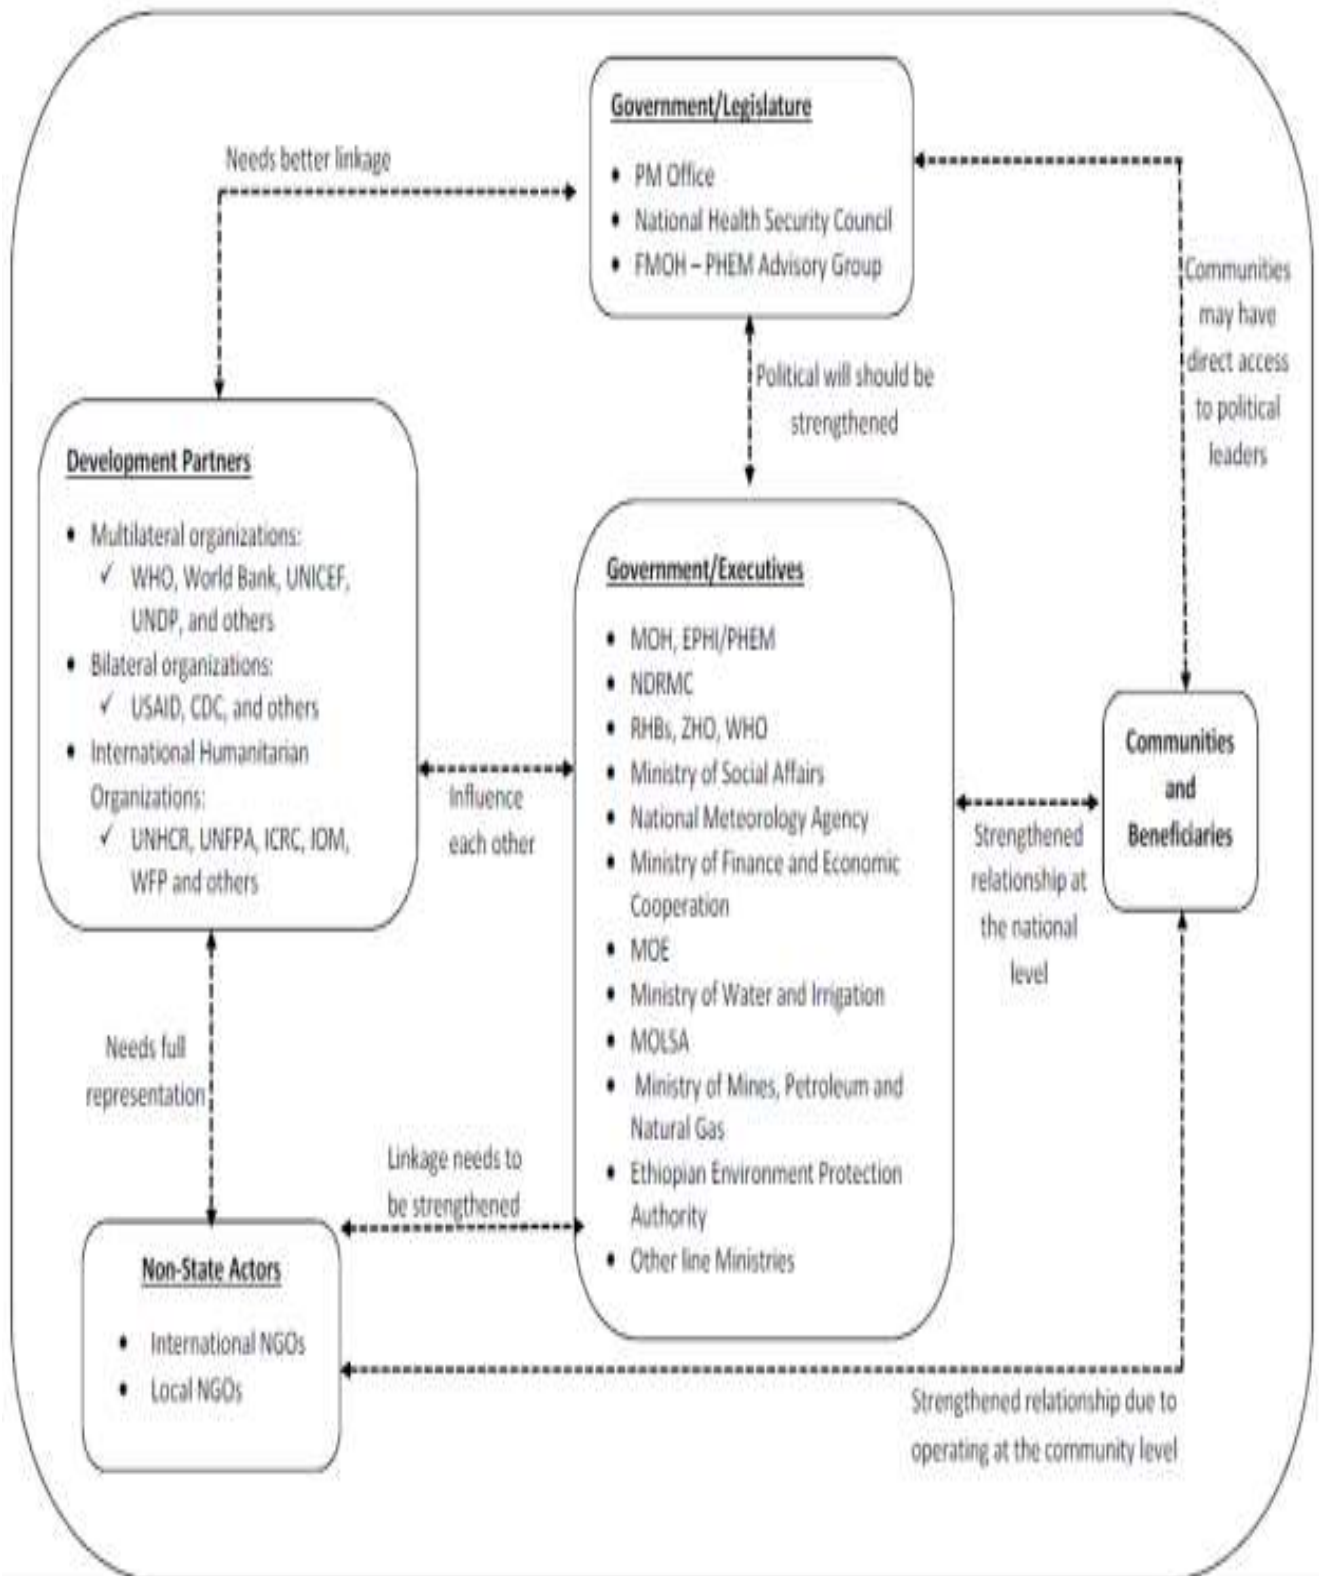 Government/Legislature
• PM Office
• National Health Security Council
• FMOH – PHEM Advisory Group
Needs better linkage
Communities
may have
direct access
to political
leaders
Political will should be
strengthened
Development Partners
• Multilateral organizations:
✓ WHO, World Bank, UNICEF,
UNDP, and others
• Bilateral organizations:
✓ USAID, CDC, and others
• International Humanitarian
Organizations:
✓ UNHCR, UNFPA, ICRC, IOM,
WFP and others
Influence
each other
Government/Executives
• MOH, EPHI/PHEM
• NDRMC
• RHBs, ZHO, WHO
• Ministry of Social Affairs
• National Meteorology Agency
• Ministry of Finance and Economic
Cooperation
• MOE
• Ministry of Water and Irrigation
• MOLSA
• Ministry of Mines, Petroleum and
Natural Gas
• Ethiopian Environment Protection
Authority
• Other line Ministries
Strengthened
relationship at
the national
level
Communities
and
Beneficiaries
Needs full
representation
Linkage needs to
be strengthened
Non-State Actors
• International NGOs
• Local NGOs
Strengthened relationship due to
operating at the community level